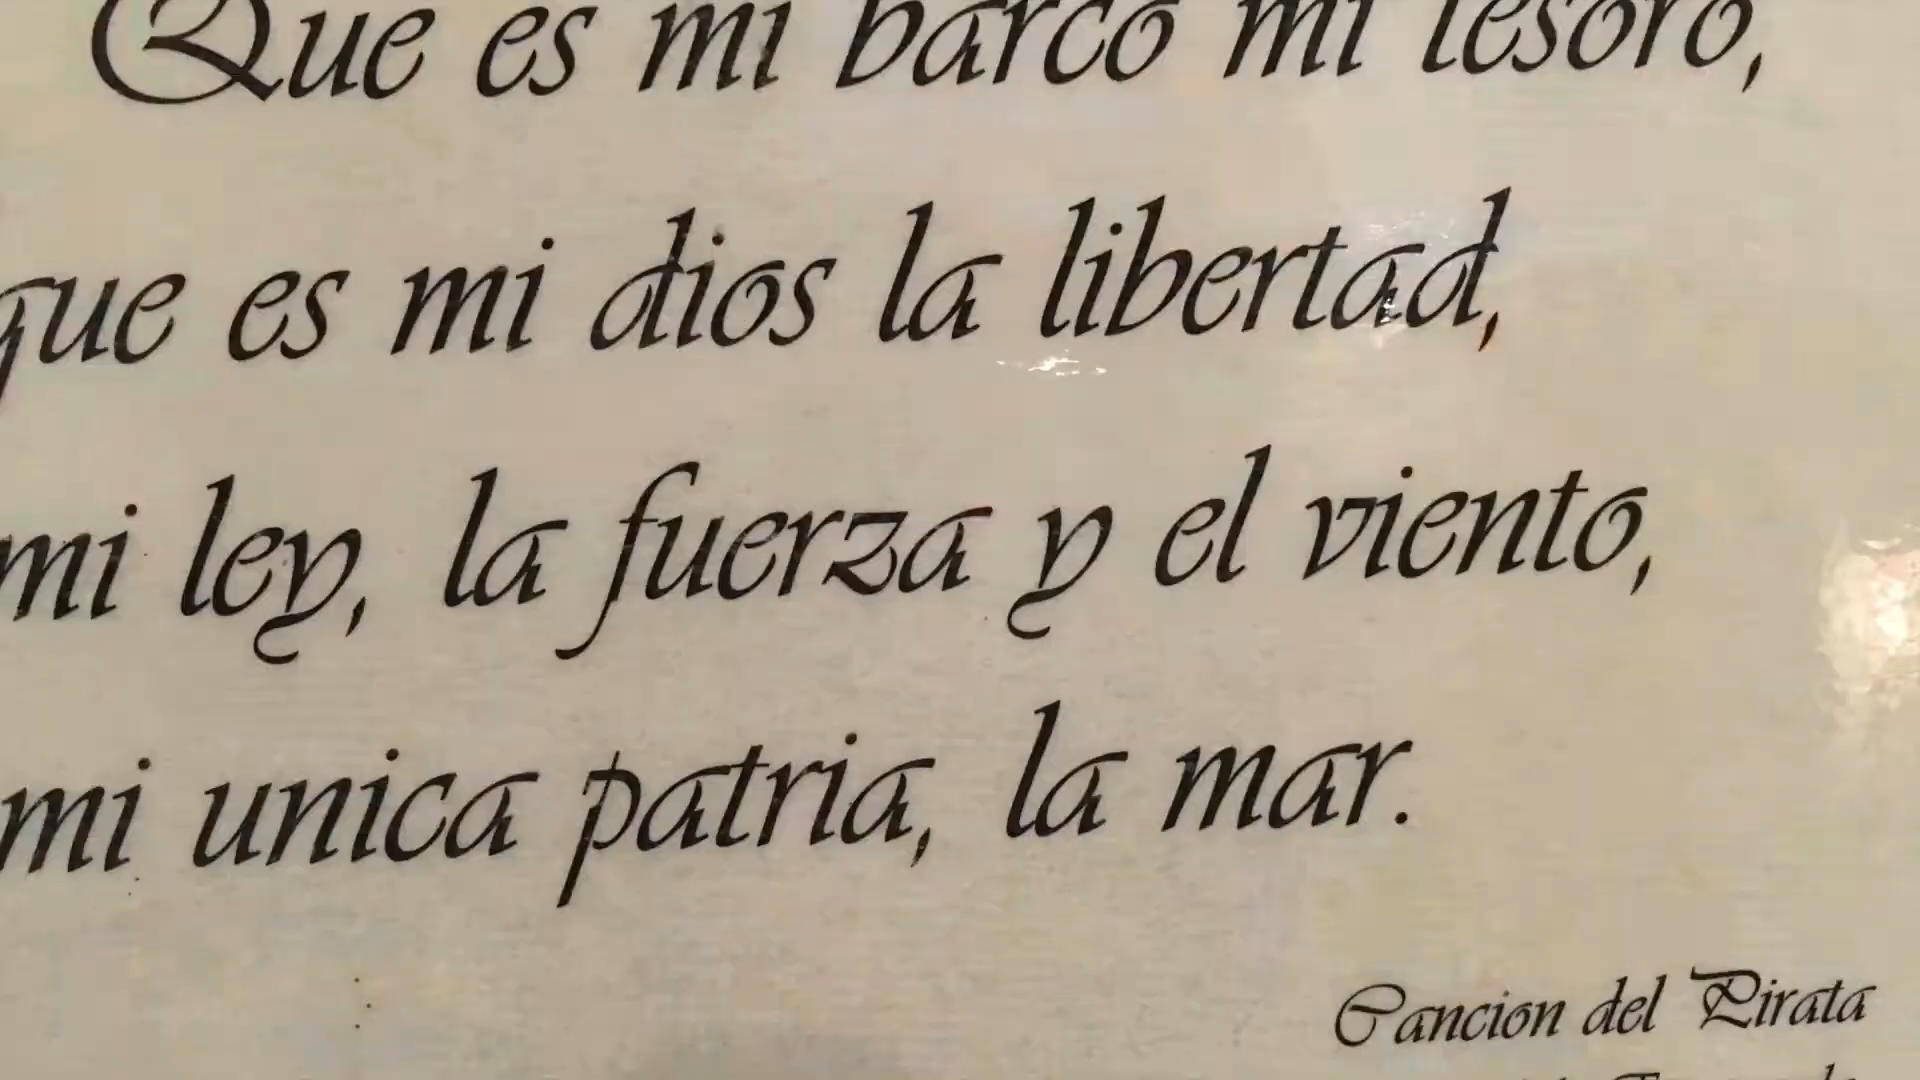 Que es mi barco mi tesoro,
que es mi dios la libertad,
mi ley, la fuerza y el viento,
mi unica patria, la mar.
Cancion del Pirata